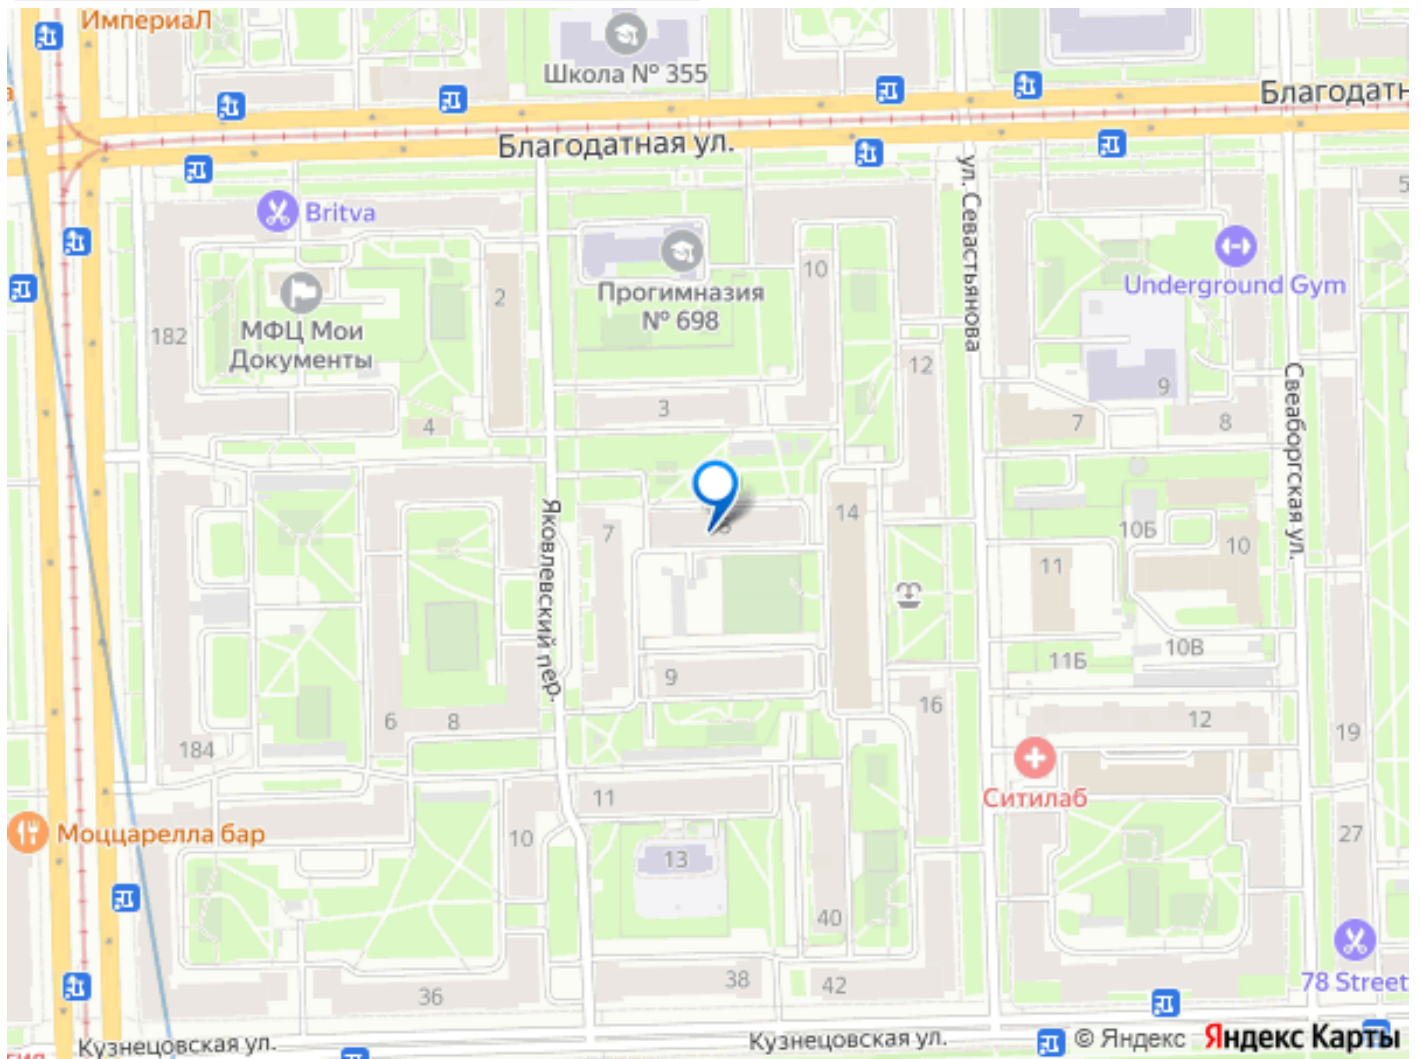 ИмпериаЛ
Школа № 355
Благодатн
Благодатная ул.
ул. Севастьянова
Britva
Underground Gym
10
2
Прогимназия
№ 698
МФЦ Мои
Документы
182
12
Свеаборгская ул.
9
3
7
8
4
Яковлевский пер.
14
7
10Б
10
11
10В
11Б
9
16
6
8
12
19
184
Ситилаб
11
Моццарелла бар
10
27
13
40
38
42
36
78 Street
Кузнецовская ул.
Кузнецовская ул.
© Яндекс Яндекс Карты